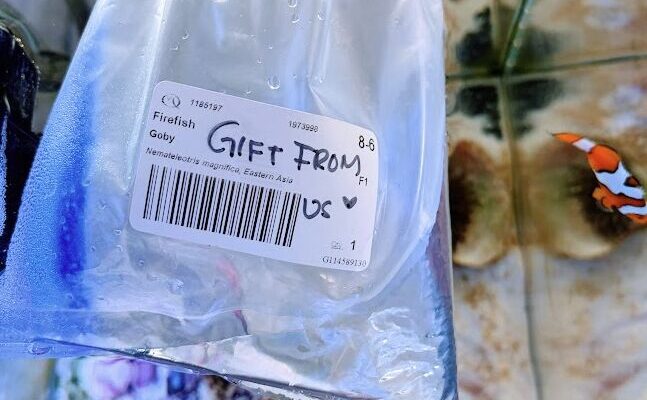 1185197
1973998
Firefish
8-6
Goby
GIFT FROM
F1
Nemateleotris magnifica, Eastern Asia
US ♥
1
G114589130